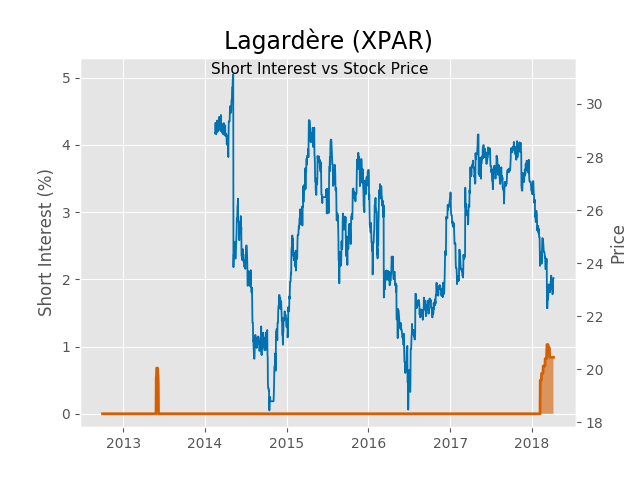 Lagardère (XPAR)
Short Interest vs Stock Price
Short Interest (%)
5
4
3
2
1
0
30
28
26
24
22
20
18
Price
2013 2014 2015 2016 2017 2018